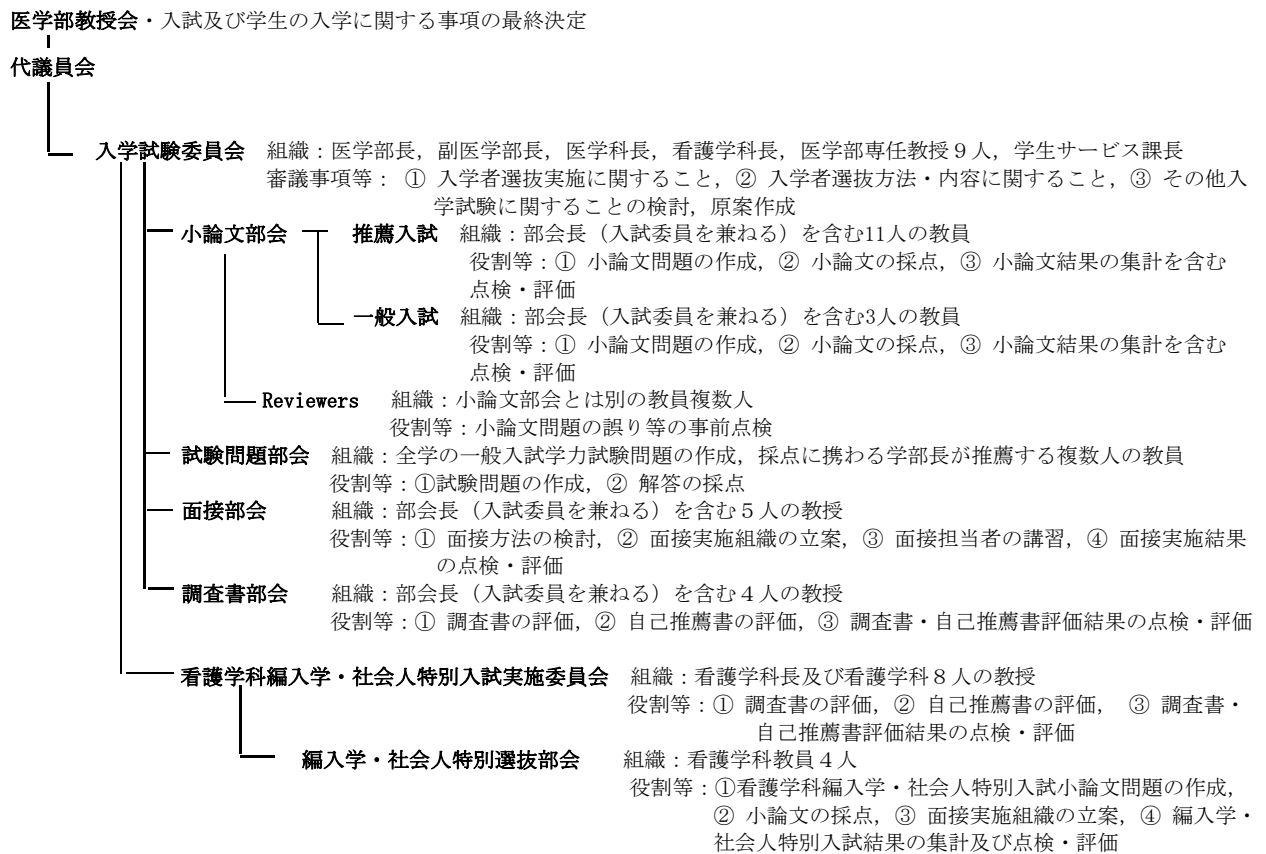 医学部教授会・入試及び学生の入学に関する事項の最終決定
代議員会
入学試験委員会　組織：医学部長，副医学部長，医学科長，看護学科長，医学部専任教授９人，学生サービス課長
審議事項等：　①　入学者選抜実施に関すること，②　入学者選抜方法・内容に関すること，③　その他入
学試験に関することの検討，原案作成
小論文部会　推薦入試　組織：部会長（入試委員を兼ねる）を含む11人の教員
役割等：①　小論文問題の作成，②　小論文の採点，③　小論文結果の集計を含む
点検・評価
一般入試　組織：部会長（入試委員を兼ねる）を含む3人の教員
役割等：①　小論文問題の作成，②　小論文の採点，③　小論文結果の集計を含む
点検・評価
Reviewers　組織：小論文部会とは別の教員複数人
役割等：小論文問題の誤り等の事前点検
試験問題部会　組織：全学の一般入試学力試験問題の作成，採点に携わる学部長が推薦する複数人の教員
役割等：①試験問題の作成，②　解答の採点
面接部会　組織：部会長（入試委員を兼ねる）を含む５人の教授
役割等：①　面接方法の検討，②　面接実施組織の立案，③　面接担当者の講習，④　面接実施結果
の点検・評価
調査書部会　組織：部会長（入試委員を兼ねる）を含む４人の教授
役割等：①　調査書の評価，②　自己推薦書の評価，③　調査書・自己推薦書評価結果の点検・評価
看護学科編入学・社会人特別入試実施委員会　組織：看護学科長及び看護学科８人の教授
役割等：①　調査書の評価，②　自己推薦書の評価，　③　調査書・
自己推薦書評価結果の点検・評価
編入学・社会人特別選抜部会　組織：看護学科教員４人
役割等：①看護学科編入学・社会人特別入試小論文問題の作成，
②　小論文の採点，③　面接実施組織の立案，④　編入学・
社会人特別入試結果の集計及び点検・評価